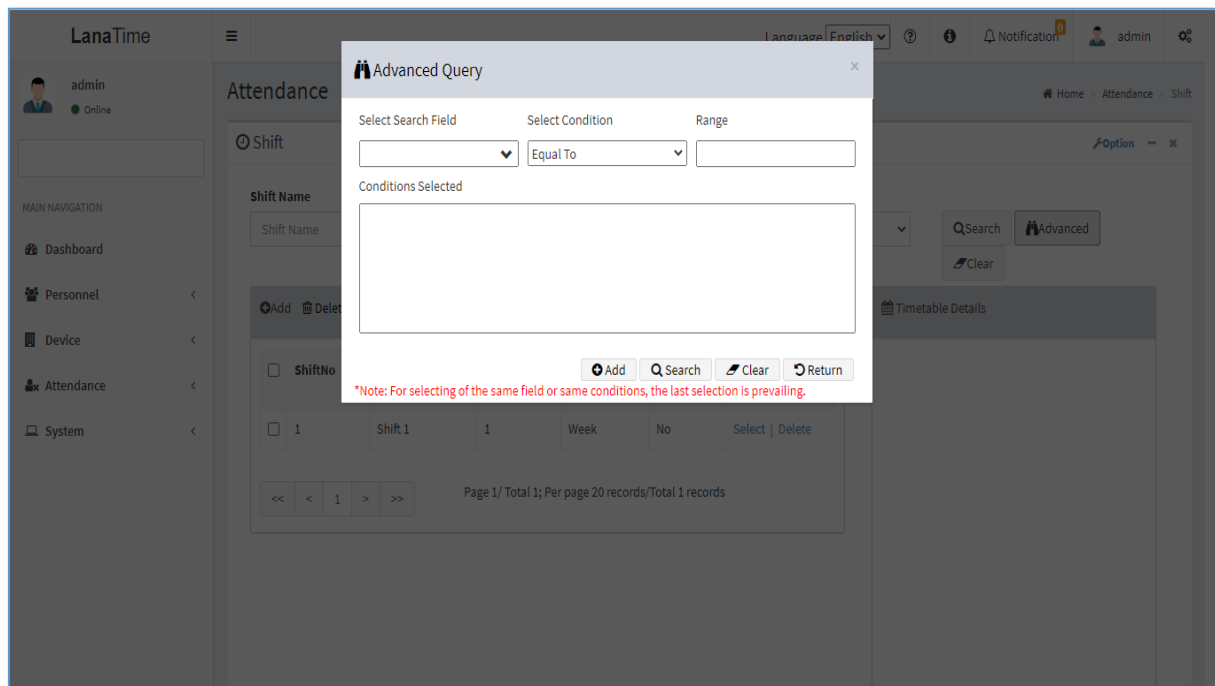 LanaTime
Language English
0
Notification
admin
admin
Online
Attendance
Home > Attendance > Shift
Advanced Query
×
Select Search Field
Select Condition
Range
Equal To
Conditions Selected
Add
Search
Clear
Return
*Note: For selecting of the same field or same conditions, the last selection is prevailing.
Shift
Option
MAIN NAVIGATION
Dashboard
Personnel
Device
Attendance
System
Shift Name
Shift Name
Search
Advanced
Clear
Add Delet
Timetable Details
ShiftNo
1 Shift 1 1 Week No Select | Delete
<< < 1 > >>
Page 1/ Total 1; Per page 20 records/Total 1 records